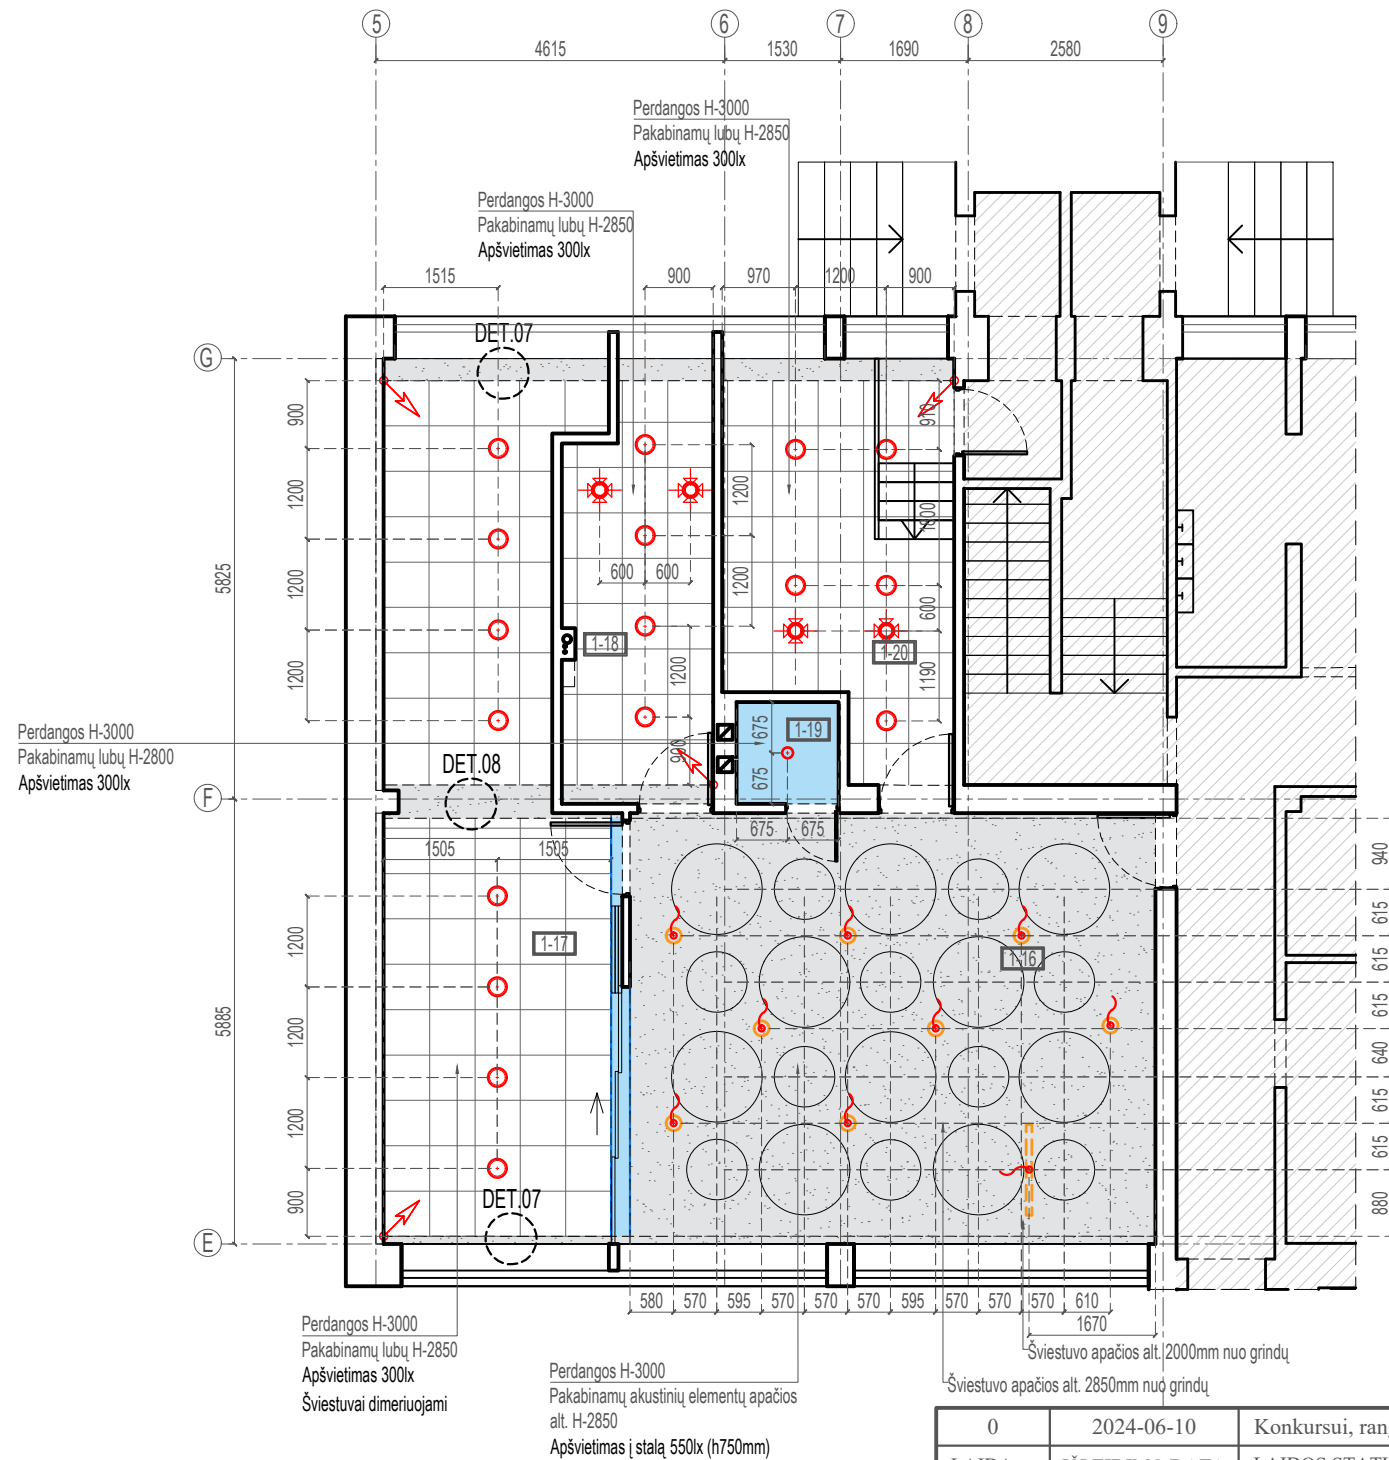 5 6 7 8 9
4615 1530 1690 2580
Perdangos H-3000
Pakabinamų lubų H-2850
Apšvietimas 300lx
Perdangos H-3000
Pakabinamų lubų H-2850
Apšvietimas 300lx
1515 900 970 1200 900
DET.07
G
900
910
1200
1200
1800
5825
1200
600 600
1200
600
1-18
1-20
1200
1200
1190
Perdangos H-3000
Pakabinamų lubų H-2800
Apšvietimas 300lx
675
1-19
DET.08
900
675
F
1505 1505
675 675
940
615
1200
1-17
1-16
615
5885
1200
615
640
1200
615
615
900
DET.07
880
E
580 570 595 570 570 570 595 570 570 570 610
1670
Perdangos H-3000
Pakabinamų lubų H-2850
Apšvietimas 300lx
Šviestuvai dimeriuojami
Šviestuvo apačios alt. 2000mm nuo grindų
Šviestuvo apačios alt. 2850mm nuo grindų
Perdangos H-3000
Pakabinamų akustinių elementų apačios
alt. H-2850
Apšvietimas į stalą 550lx (h750mm)
0 2024-06-10 Konkursui,